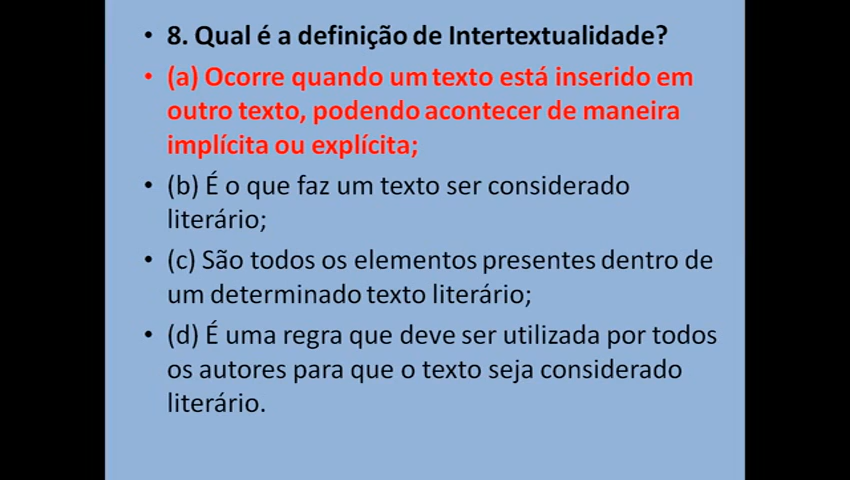 • 8. Qual é a definição de Intertextualidade?
• (a) Ocorre quando um texto está inserido em
outro texto, podendo acontecer de maneira
implícita ou explícita;
• (b) É o que faz um texto ser considerado
literário;
• (c) São todos os elementos presentes dentro de
um determinado texto literário;
• (d) É uma regra que deve ser utilizada por todos
os autores para que o texto seja considerado
literário.